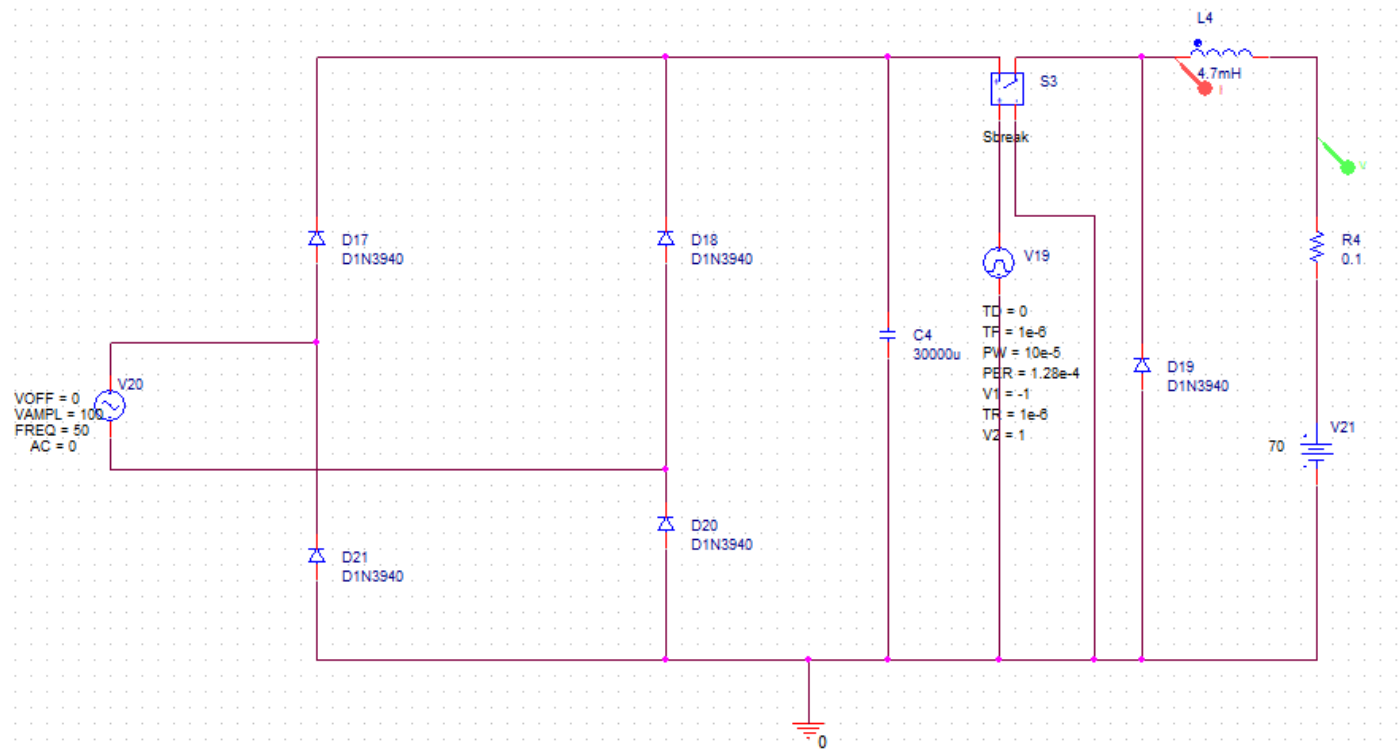 L4
4.7mH
I
S3
Sbreak
V
D17
D1N3940
D18
D1N3940
R4
0.1
V19
TD = 0
TF = 1e-6
PW = 10e-5
PER = 1.28e-4
V1 = -1
TR = 1e-6
V2 = 1
C4
30000u
D19
D1N3940
V20
VOFF = 0
VAMPL = 100
FREQ = 50
AC = 0
V21
70
D20
D1N3940
D21
D1N3940
0